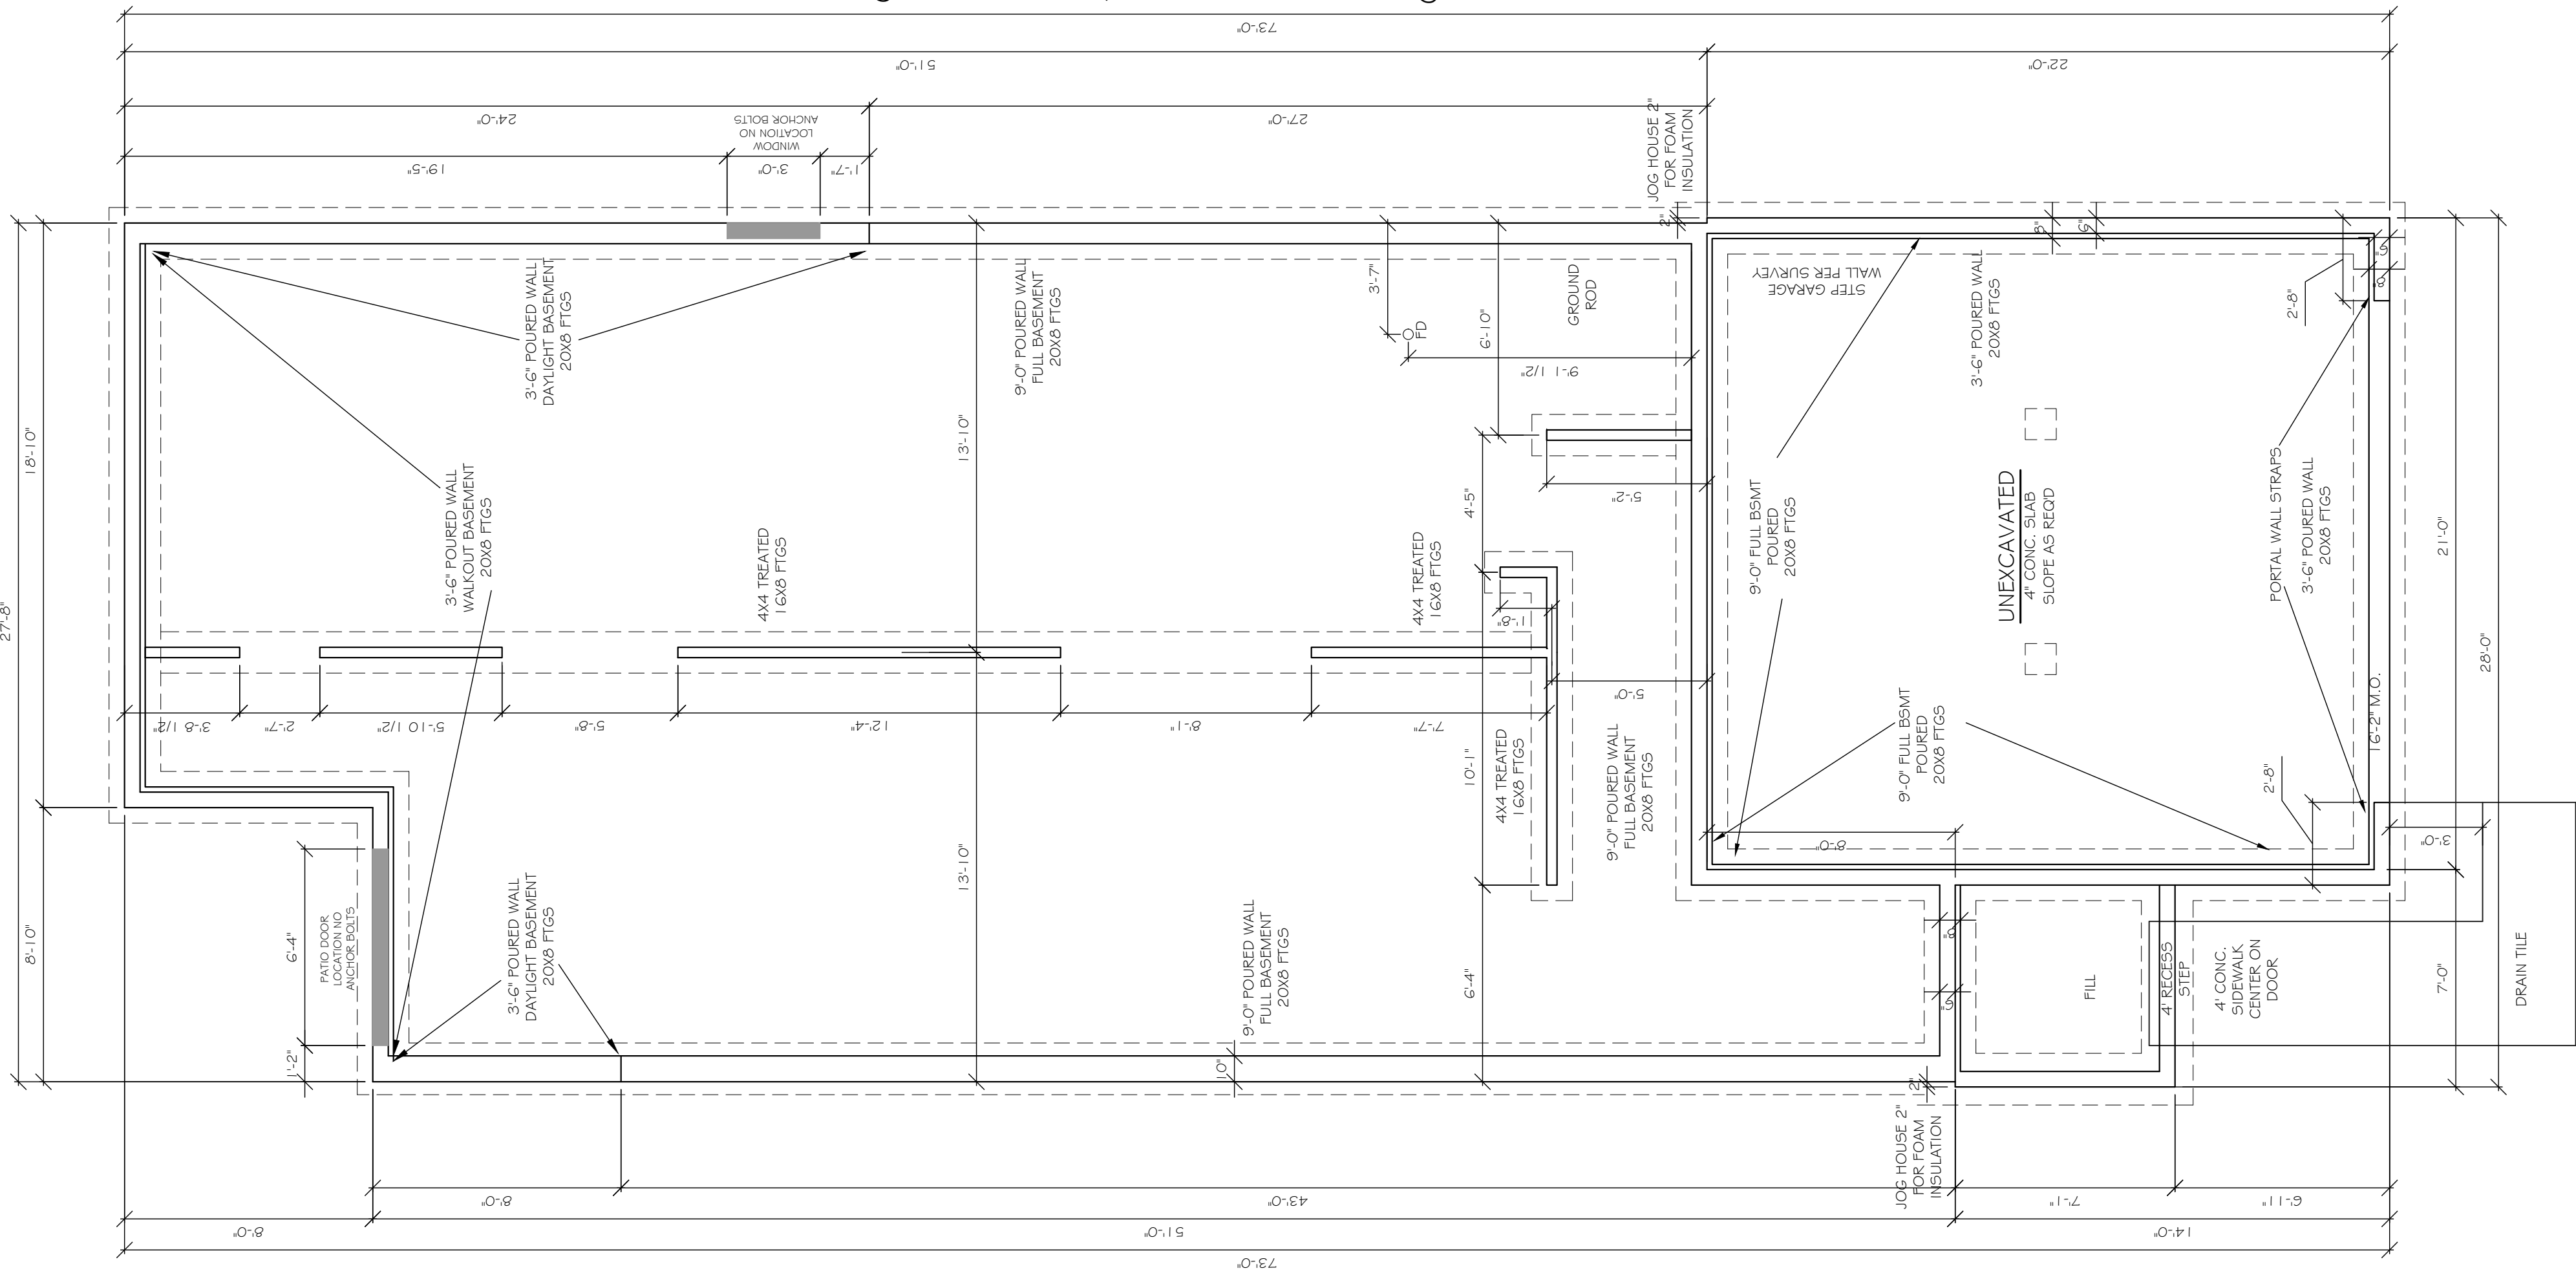 73'-0"
51'-0"
22'-0"
24'-0"
27'-0"
19'-5"
3'-0"
1'-7"
WINDOW
LOCATION NO
ANCHOR BOLTS
JOG HOUSE 2"
FOR FOAM
INSULATION
2"
27'-8"
18'-10"
8'-10"
3'-6" POURED WALL
DAYLIGHT BASEMENT
20X8 FTGS
9'-0" POURED WALL
FULL BASEMENT
20X8 FTGS
3'-7"
FD
9'-1 1/2"
6'-10"
GROUND
ROD
STEP GARAGE
WALL PER SURVEY
8"
6"
3'-6" POURED WALL
20X8 FTGS
6"
8"
2'-8"
3'-6" POURED WALL
WALKOUT BASEMENT
20X8 FTGS
13'-10"
4X4 TREATED
16X8 FTGS
4X4 TREATED
16X8 FTGS
4'-5"
5'-2"
1'-8"
9'-0" FULL BSMT
POURED
20X8 FTGS
UNEXCAVATED
4" CONC. SLAB
SLOPE AS REQ'D
PORTAL WALL STRAPS
3'-6" POURED WALL
20X8 FTGS
21'-0"
28'-0"
3'-8 1/2"
2'-7"
5'-10 1/2"
5'-8"
12'-4"
8'-1"
7'-7"
5'-0"
10'-1"
4X4 TREATED
16X8 FTGS
9'-0" POURED WALL
FULL BASEMENT
20X8 FTGS
9'-0" FULL BSMT
POURED
20X8 FTGS
16'-2" M.O.
2'-8"
8'-0"
3'-0"
6'-4"
PATIO DOOR
LOCATION NO
ANCHOR BOLTS
1'-2"
3'-6" POURED WALL
DAYLIGHT BASEMENT
20X8 FTGS
13'-10"
9'-0" POURED WALL
FULL BASEMENT
20X8 FTGS
10"
6'-4"
8"
6"
FILL
4' RECESS
STEP
4' CONC.
SIDEWALK
CENTER ON
DOOR
7'-0"
DRAIN TILE
2"
JOG HOUSE 2"
FOR FOAM
INSULATION
8'-0"
43'-0"
7'-1"
6'-11"
8'-0"
51'-0"
14'-0"
73'-0"